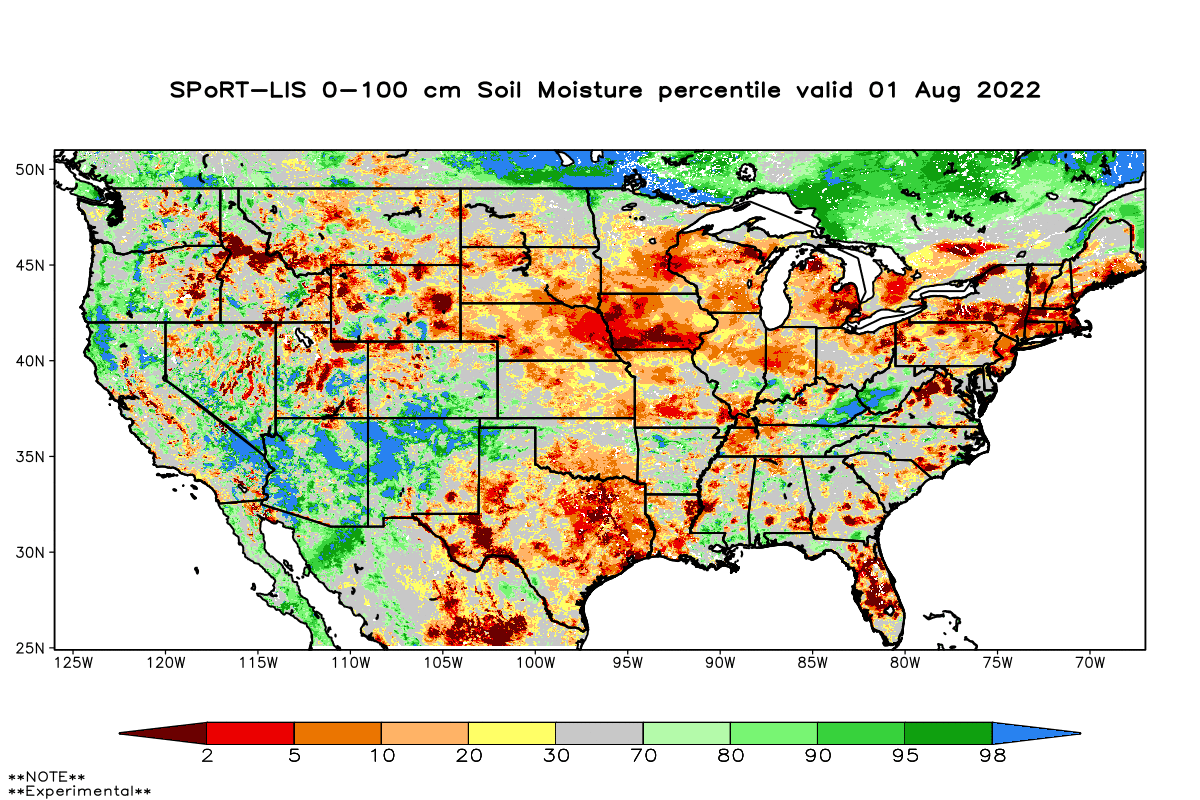 SPoRT-LIS 0-100 cm Soil Moisture percentile valid 01 Aug 2022
50N
45N
40N
35N
30N
25N
125W 120W 115W 110W 105W 100W 95W 90W 85W 80W 75W 70W
2 5 10 20 30 70 80 90 95 98
**NOTE**
**Experimental**